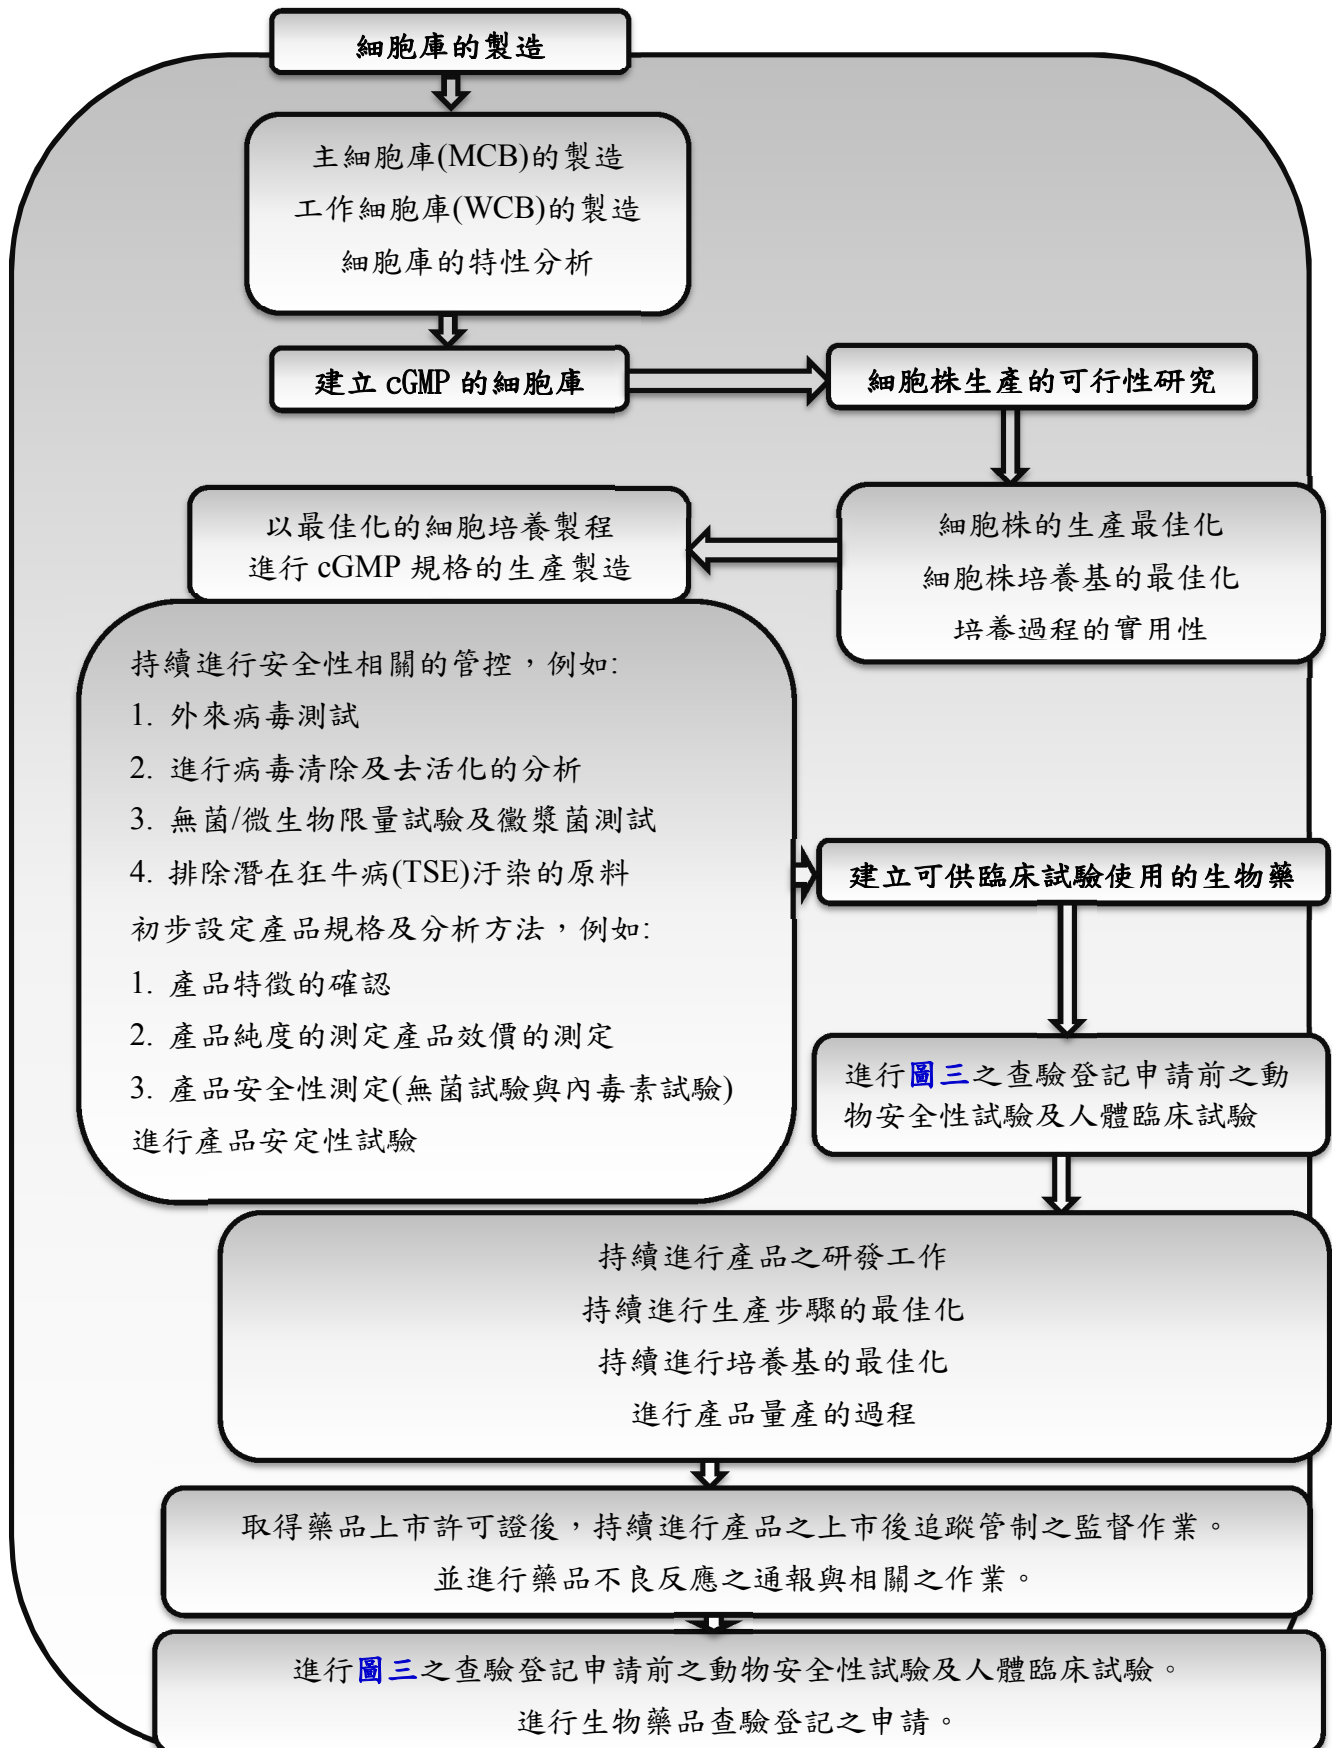 細胞庫的製造
主細胞庫(MCB)的製造
工作細胞庫(WCB)的製造
細胞庫的特性分析
建立 cGMP 的細胞庫
細胞株生產的可行性研究
細胞株的生產最佳化
細胞株培養基的最佳化
培養過程的實用性
以最佳化的細胞培養製程
進行 cGMP 規格的生產製造
持續進行安全性相關的管控，例如:
1. 外來病毒測試
2. 進行病毒清除及去活化的分析
3. 無菌/微生物限量試驗及黴漿菌測試
4. 排除潛在狂牛病(TSE)汙染的原料
初步設定產品規格及分析方法，例如:
1. 產品特徵的確認
2. 產品純度的測定產品效價的測定
3. 產品安全性測定(無菌試驗與內毒素試驗)
進行產品安定性試驗
建立可供臨床試驗使用的生物藥
進行圖三之查驗登記申請前之動
物安全性試驗及人體臨床試驗
持續進行產品之研發工作
持續進行生產步驟的最佳化
持續進行培養基的最佳化
進行產品量產的過程
取得藥品上市許可證後，持續進行產品之上市後追蹤管制之監督作業。
並進行藥品不良反應之通報與相關之作業。
進行圖三之查驗登記申請前之動物安全性試驗及人體臨床試驗。
進行生物藥品查驗登記之申請。